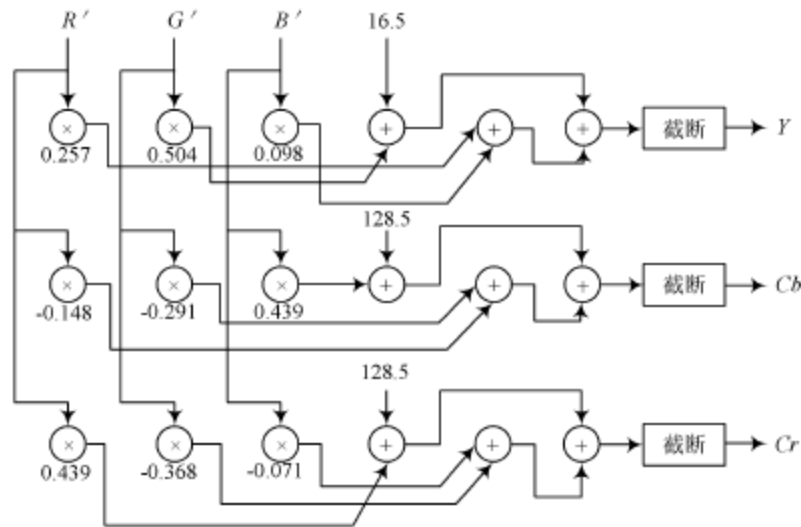 R′ G′ B′ 16.5
× × × + + + 截断 Y
0.257 0.504 0.098
128.5
× × × + + + 截断 Cb
-0.148 -0.291 0.439
128.5
× × × + + + 截断 Cr
0.439 -0.368 -0.071